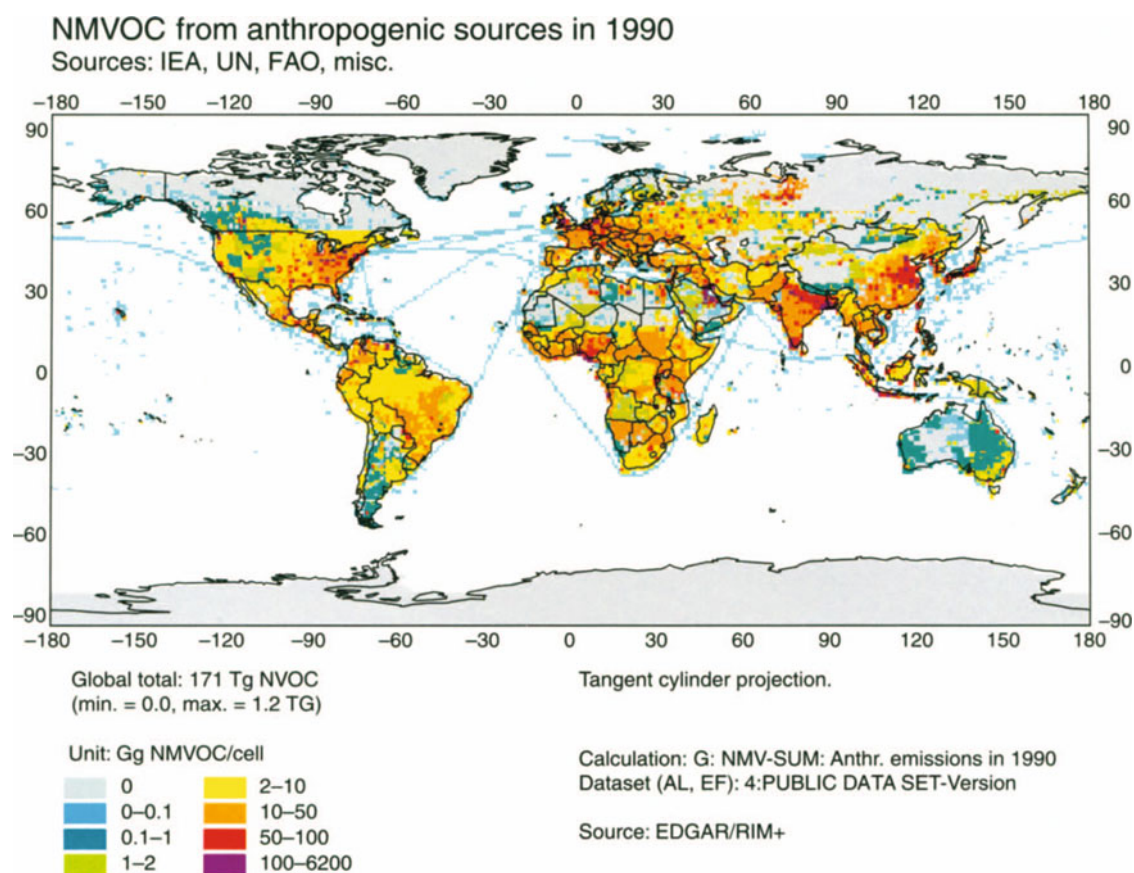 NMVOC from anthropogenic sources in 1990
Sources: IEA, UN, FAO, misc.
–180 –150 –120 –90 –60 –30 0 30 60 90 120 150 180
90 90
60 60
30 30
0 0
–30 –30
–60 –60
–90 –90
–180 –150 –120 –90 –60 –30 0 30 60 90 120 150 180
Global total: 171 Tg NVOC
(min. = 0.0, max. = 1.2 TG)
Tangent cylinder projection.
Unit: Gg NMVOC/cell
0
0–0.1
0.1–1
1–2
2–10
10–50
50–100
100–6200
Calculation: G: NMV-SUM: Anthr. emissions in 1990
Dataset (AL, EF): 4:PUBLIC DATA SET-Version
Source: EDGAR/RIM+